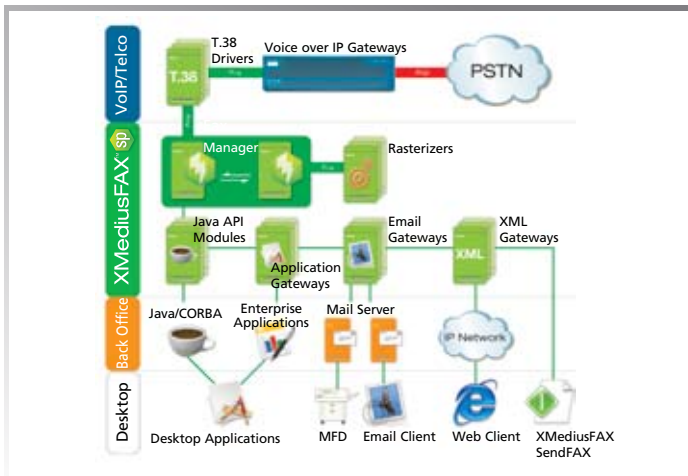 VoIP/Telco
T.38
Drivers
T.38
Voice over IP Gateways
PSTN
XMediusFAX sp
Manager
Rasterizers
Java API
Modules
Application
Gateways
Email
Gateways
XML
XML
Gateways
Back Office
Java/CORBA
Enterprise
Applications
Mail Server
IP Network
Desktop
Desktop Applications
MFD
Email Client
Web Client
XMediusFAX
SendFAX